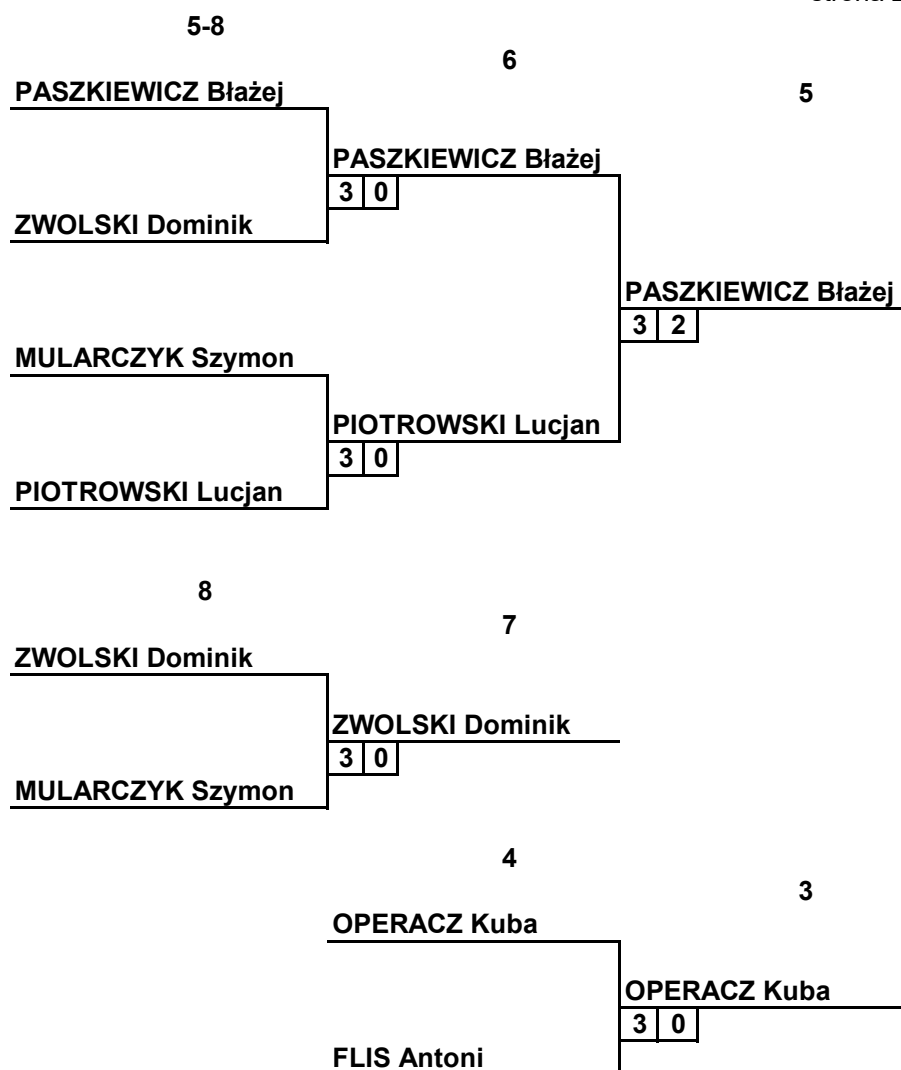 5-8
6
PASZKIEWICZ Błażej
5
PASZKIEWICZ Błażej
3 0
ZWOLSKI Dominik
PASZKIEWICZ Błażej
3 2
MULARCZYK Szymon
PIOTROWSKI Lucjan
3 0
PIOTROWSKI Lucjan
8
7
ZWOLSKI Dominik
ZWOLSKI Dominik
3 0
MULARCZYK Szymon
4
3
OPERACZ Kuba
OPERACZ Kuba
3 0
FLIS Antoni